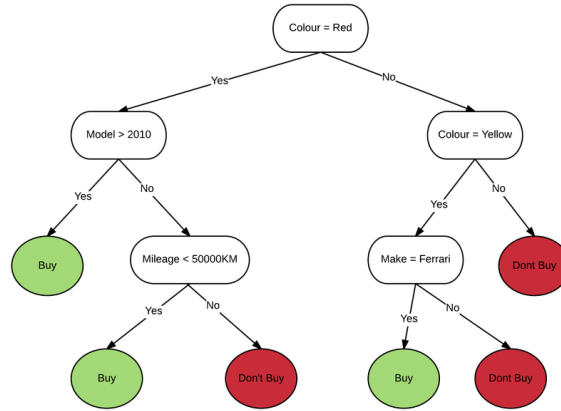 Colour = Red
Yes
No
Model > 2010
Colour = Yellow
Yes
No
Yes
No
Buy
Mileage < 50000KM
Make = Ferrari
Dont Buy
Yes
No
Yes
No
Buy
Don't Buy
Buy
Dont Buy